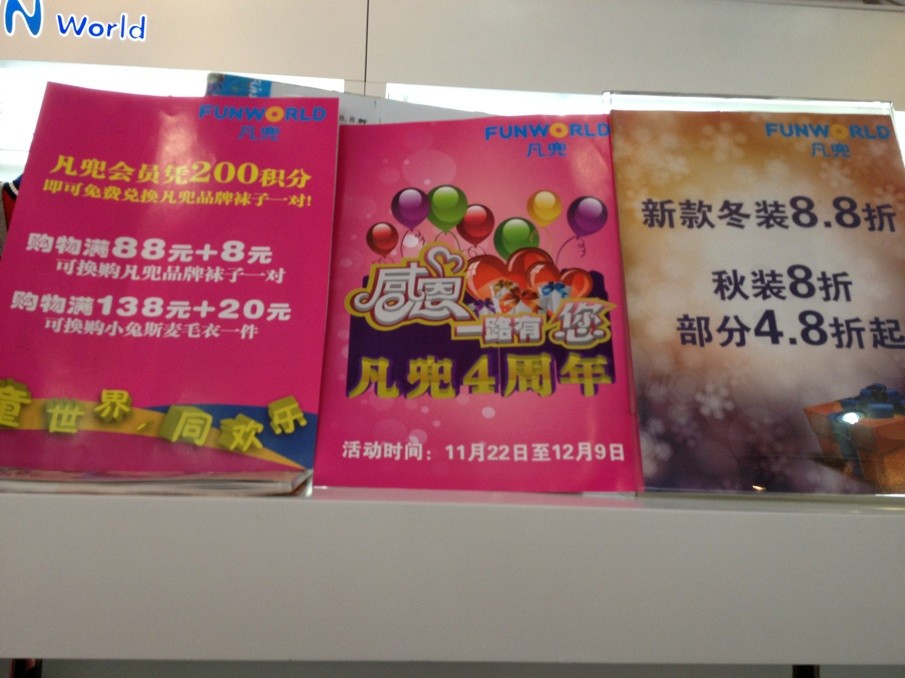 N World
FUNWORLD
凡兜
凡兜会员凭200积分
即可免费兑换凡兜品牌袜子一对!
购物满88元+8元
可换购凡兜品牌袜子一对
购物满138元+20元
可换购小兔斯麦毛衣一件
童世界,同欢乐
FUNWORLD
凡兜
感恩
一路有您
凡兜4周年
活动时间：11月22日至12月9日
FUNWORLD
凡兜
新款冬装8.8折
秋装8折
部分4.8折起